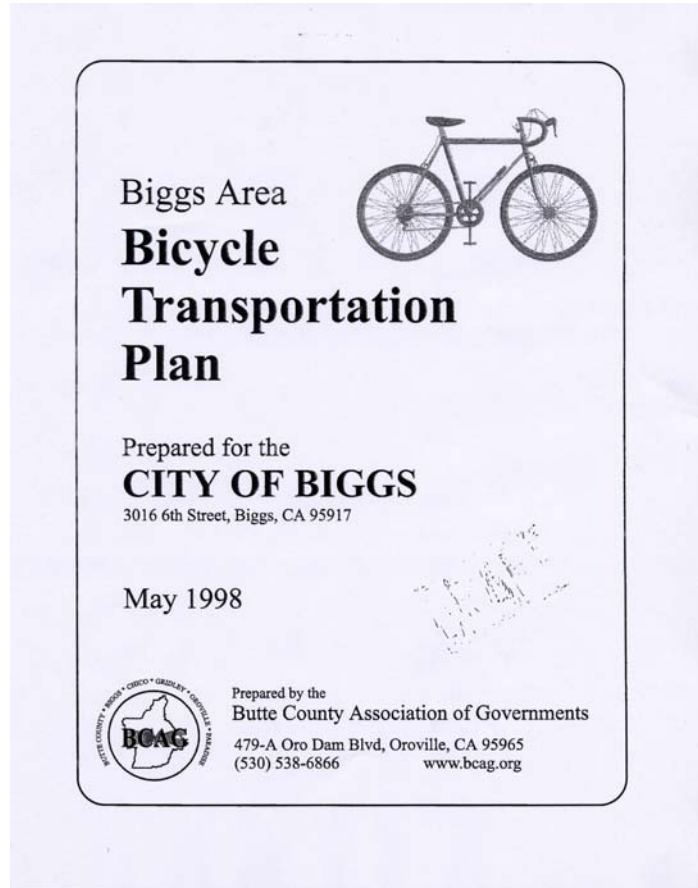 Biggs Area
Bicycle
Transportation
Plan
Prepared for the
CITY OF BIGGS
3016 6th Street, Biggs, CA 95917
May 1998
BUTTE COUNTY • BIGGS • CHICO • GRIDLEY • OROVILLE • PARADISE
BCAG
Prepared by the
Butte County Association of Governments
479-A Oro Dam Blvd, Oroville, CA 95965
(530) 538-6866 www.bcag.org